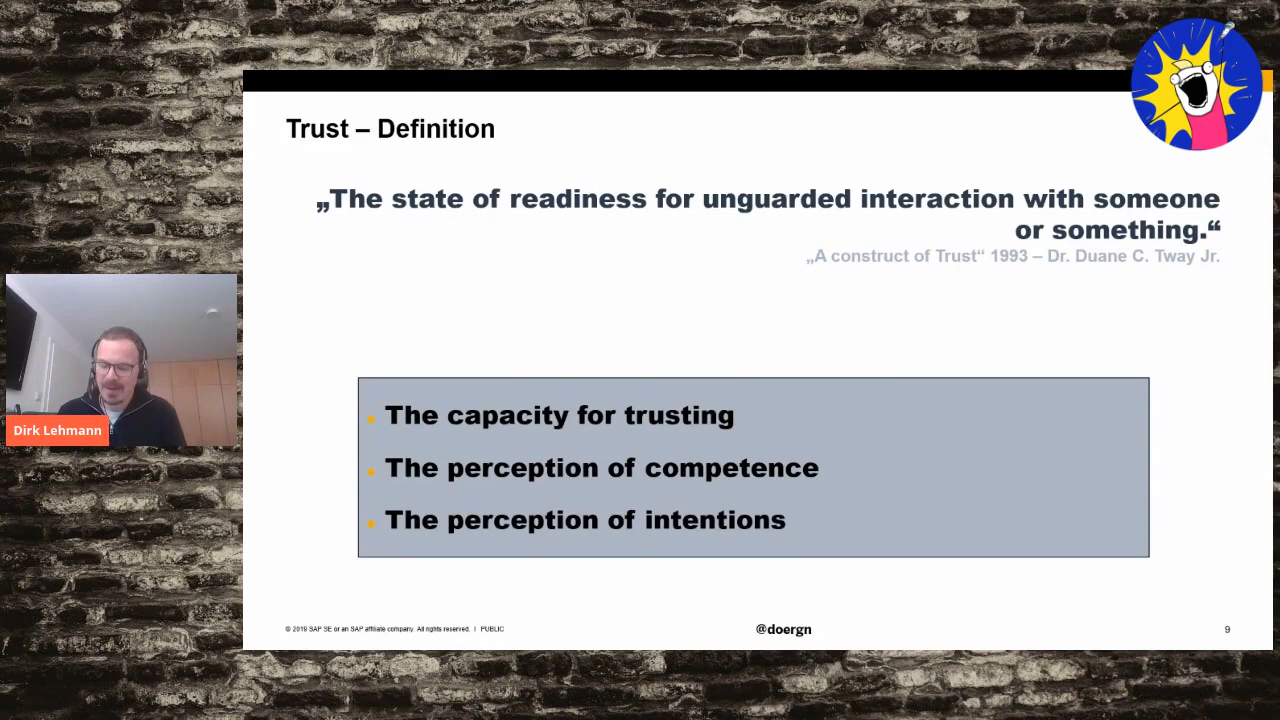 Trust – Definition
„The state of readiness for unguarded interaction with someone
or something.“
„A construct of Trust“ 1993 – Dr. Duane C. Tway Jr.
The capacity for trusting
The perception of competence
The perception of intentions
Dirk Lehmann
© 2019 SAP SE or an SAP affiliate company. All rights reserved. ǀ PUBLIC
@doergn
9